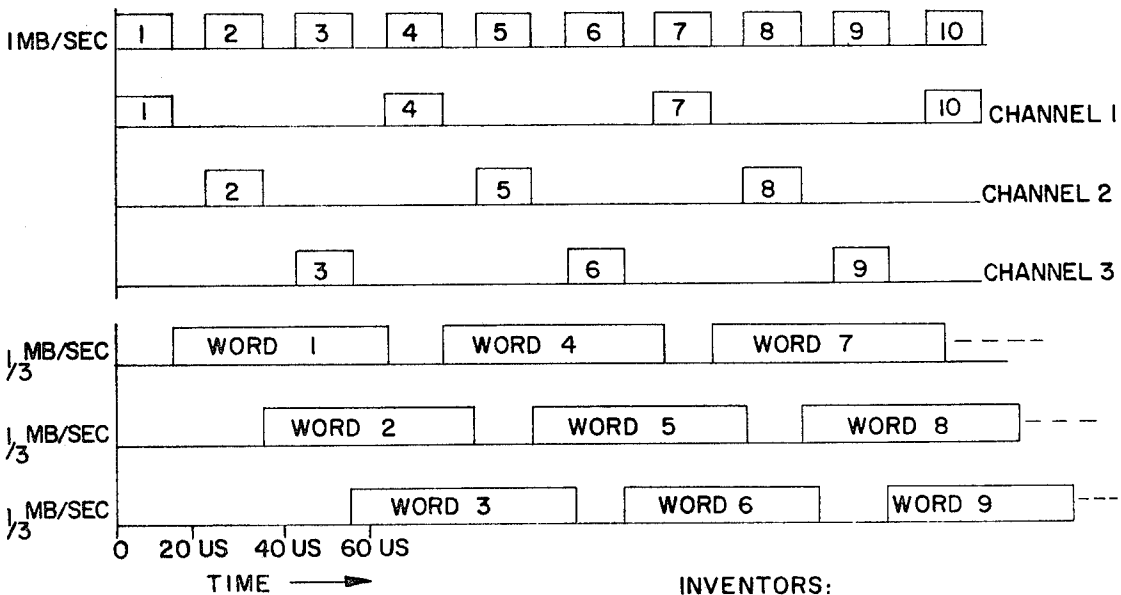 1MB/SEC 1 2 3 4 5 6 7 8 9 10
1 4 7 10 CHANNEL 1
2 5 8 CHANNEL 2
3 6 9 CHANNEL 3
1/3 MB/SEC WORD 1 WORD 4 WORD 7
1/3 MB/SEC WORD 2 WORD 5 WORD 8
1/3 MB/SEC WORD 3 WORD 6 WORD 9
0 20 US 40 US 60 US
TIME
INVENTORS: